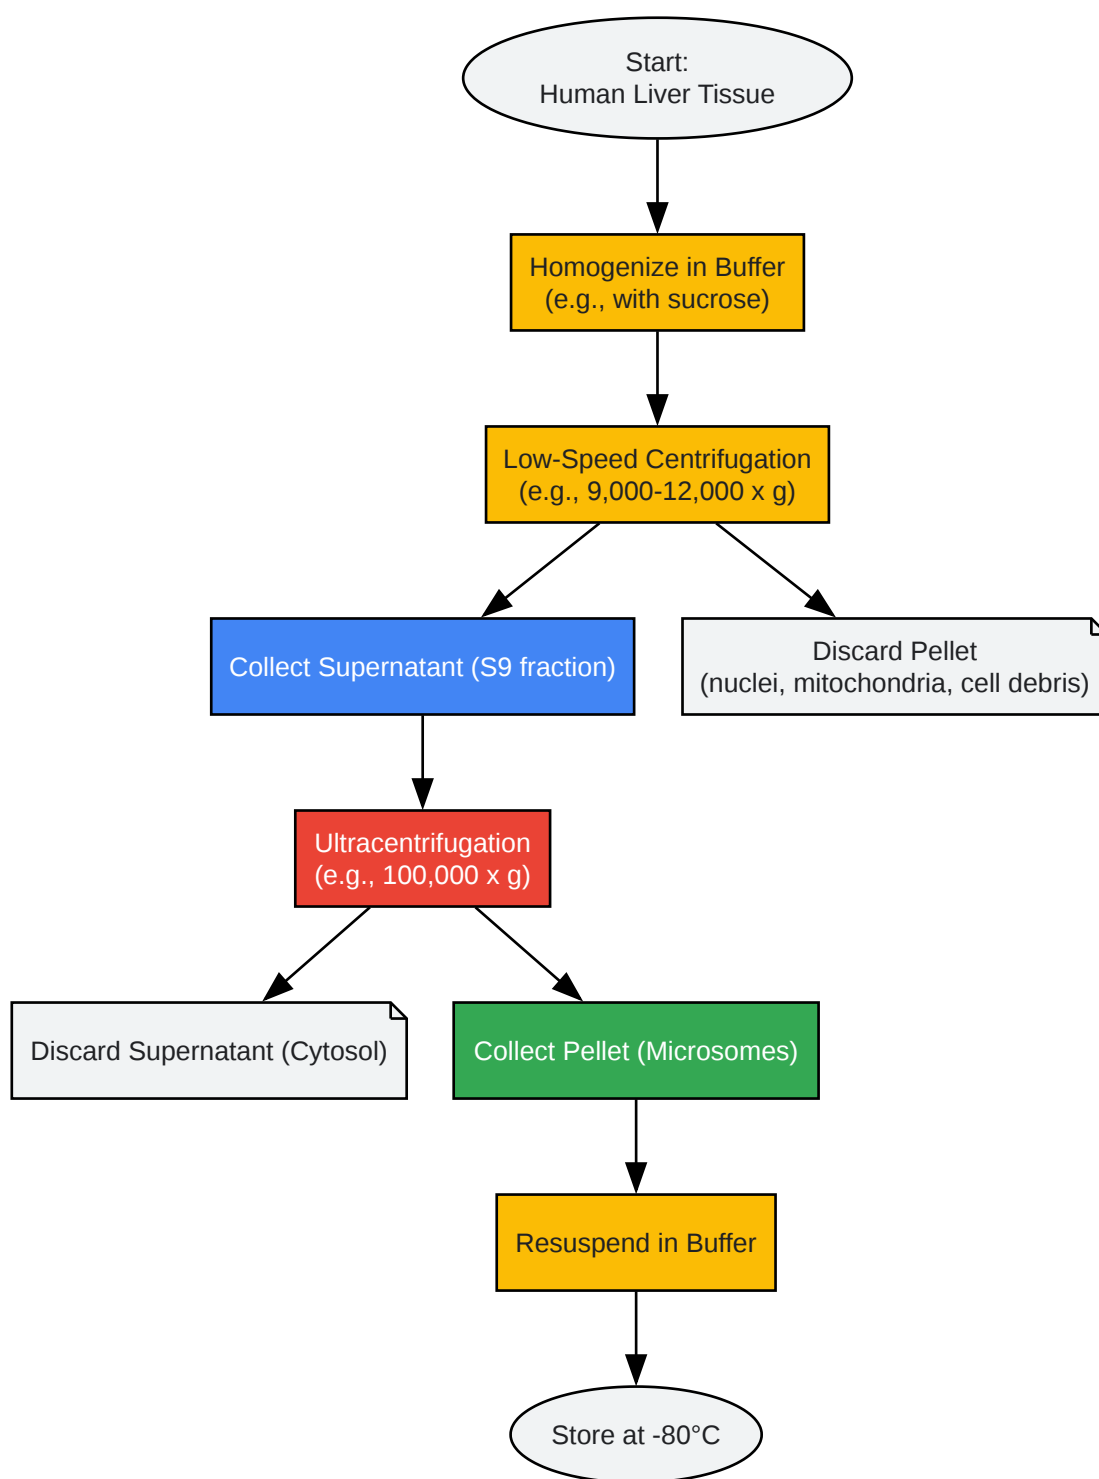 Start:
Human Liver Tissue
Homogenize in Buffer
(e.g., with sucrose)
Low-Speed Centrifugation
(e.g., 9,000-12,000 x g)
Collect Supernatant (S9 fraction)
Discard Pellet
(nuclei, mitochondria, cell debris)
Ultracentrifugation
(e.g., 100,000 x g)
Discard Supernatant (Cytosol)
Collect Pellet (Microsomes)
Resuspend in Buffer
Store at -80°C